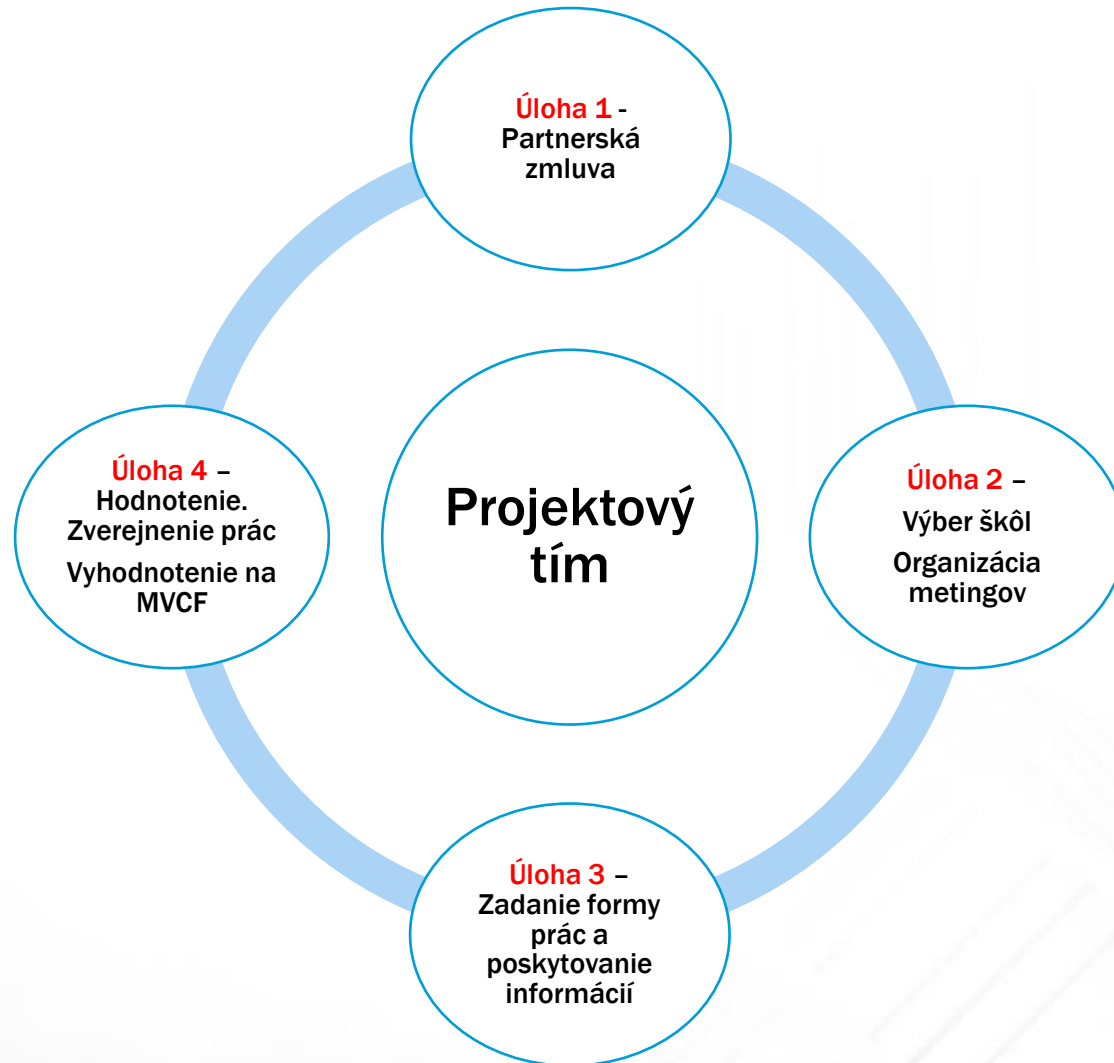 Úloha 1 -
Partnerská
zmluva
Úloha 2 –
Výber škôl
Organizácia
metingov
Úloha 3 –
Zadanie formy
prác a
poskytovanie
informácií
Úloha 4 –
Hodnotenie.
Zverejnenie prác
Vyhodnotenie na
MVCF
Projektový
tím